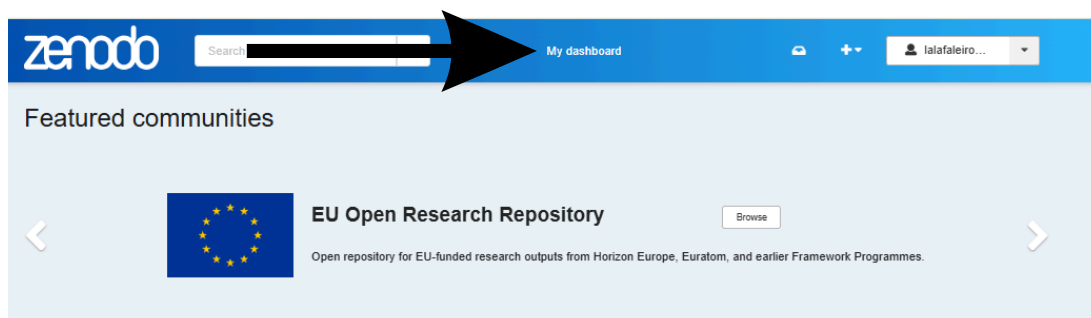 zenodo
Search
My dashboard
lalafaleiro...
Featured communities
EU Open Research Repository
Browse
Open repository for EU-funded research outputs from Horizon Europe, Euratom, and earlier Framework Programmes.